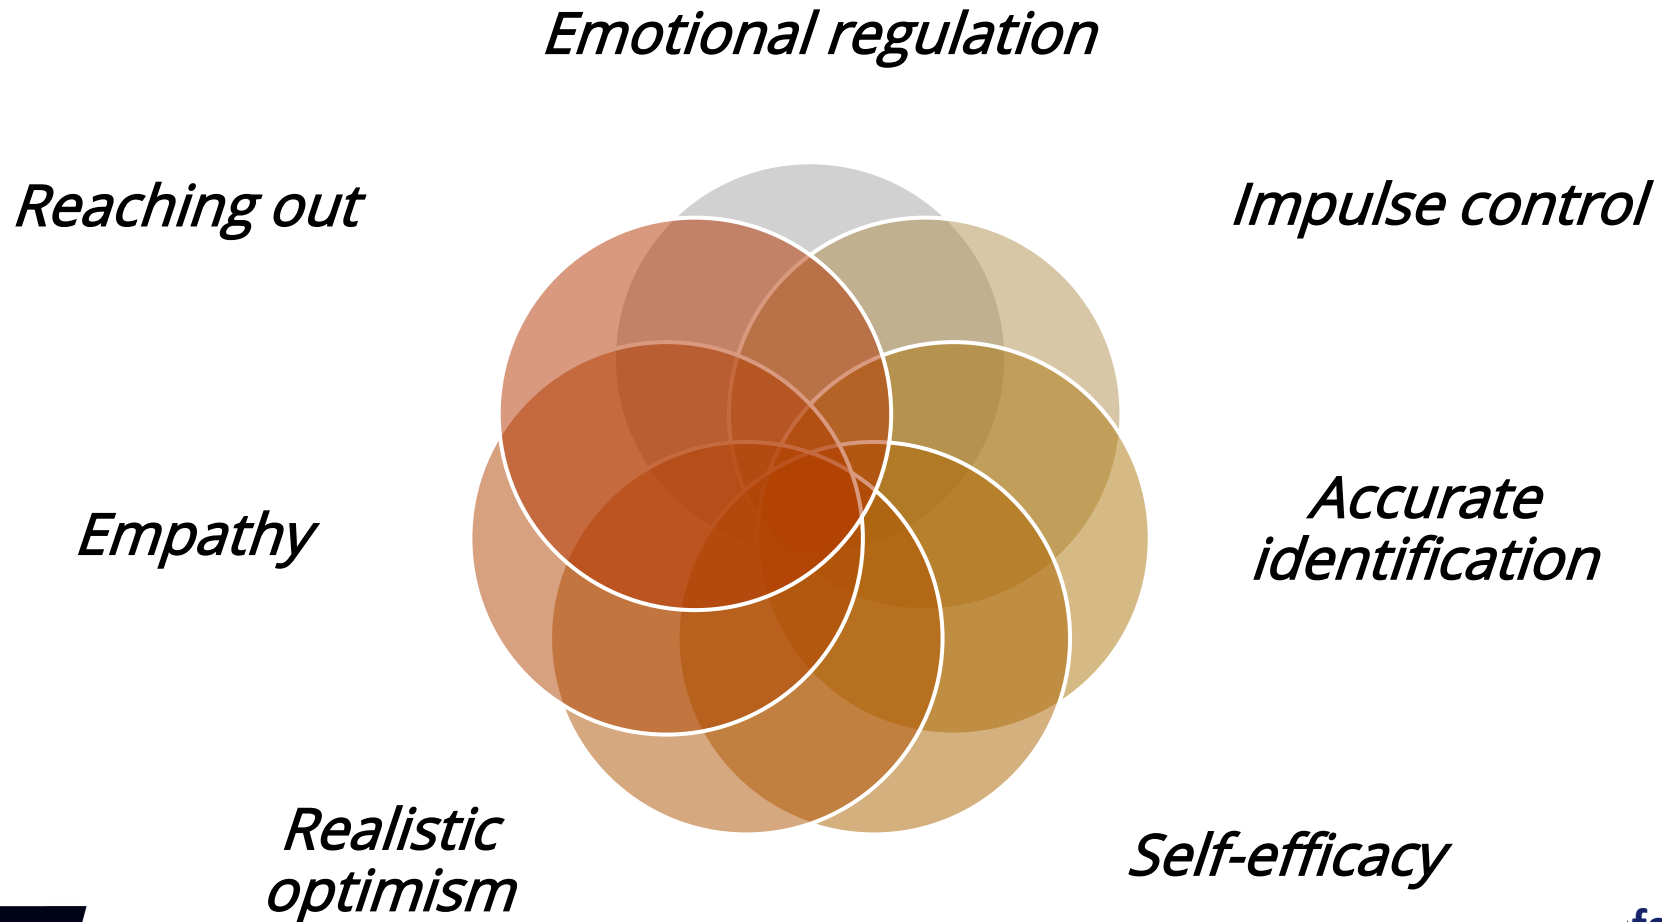 Emotional regulation
Reaching out
Impulse control
Accurate
identification
Empathy
Realistic
optimism
Self-efficacy